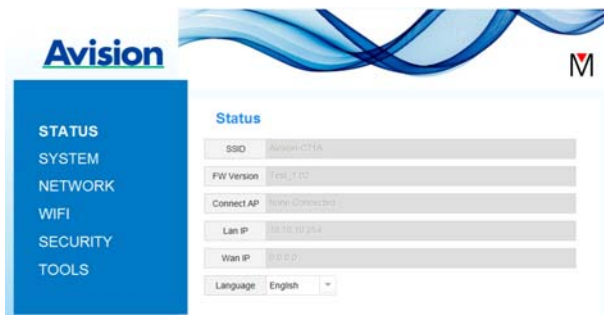 Avision
M
STATUS
SYSTEM
NETWORK
WIFI
SECURITY
TOOLS
Status
SSID Avision-C71A
FW Version Test_1.02
Connect AP None Connected
Lan IP 10.10.10.254
Wan IP 0.0.0.0
Language English